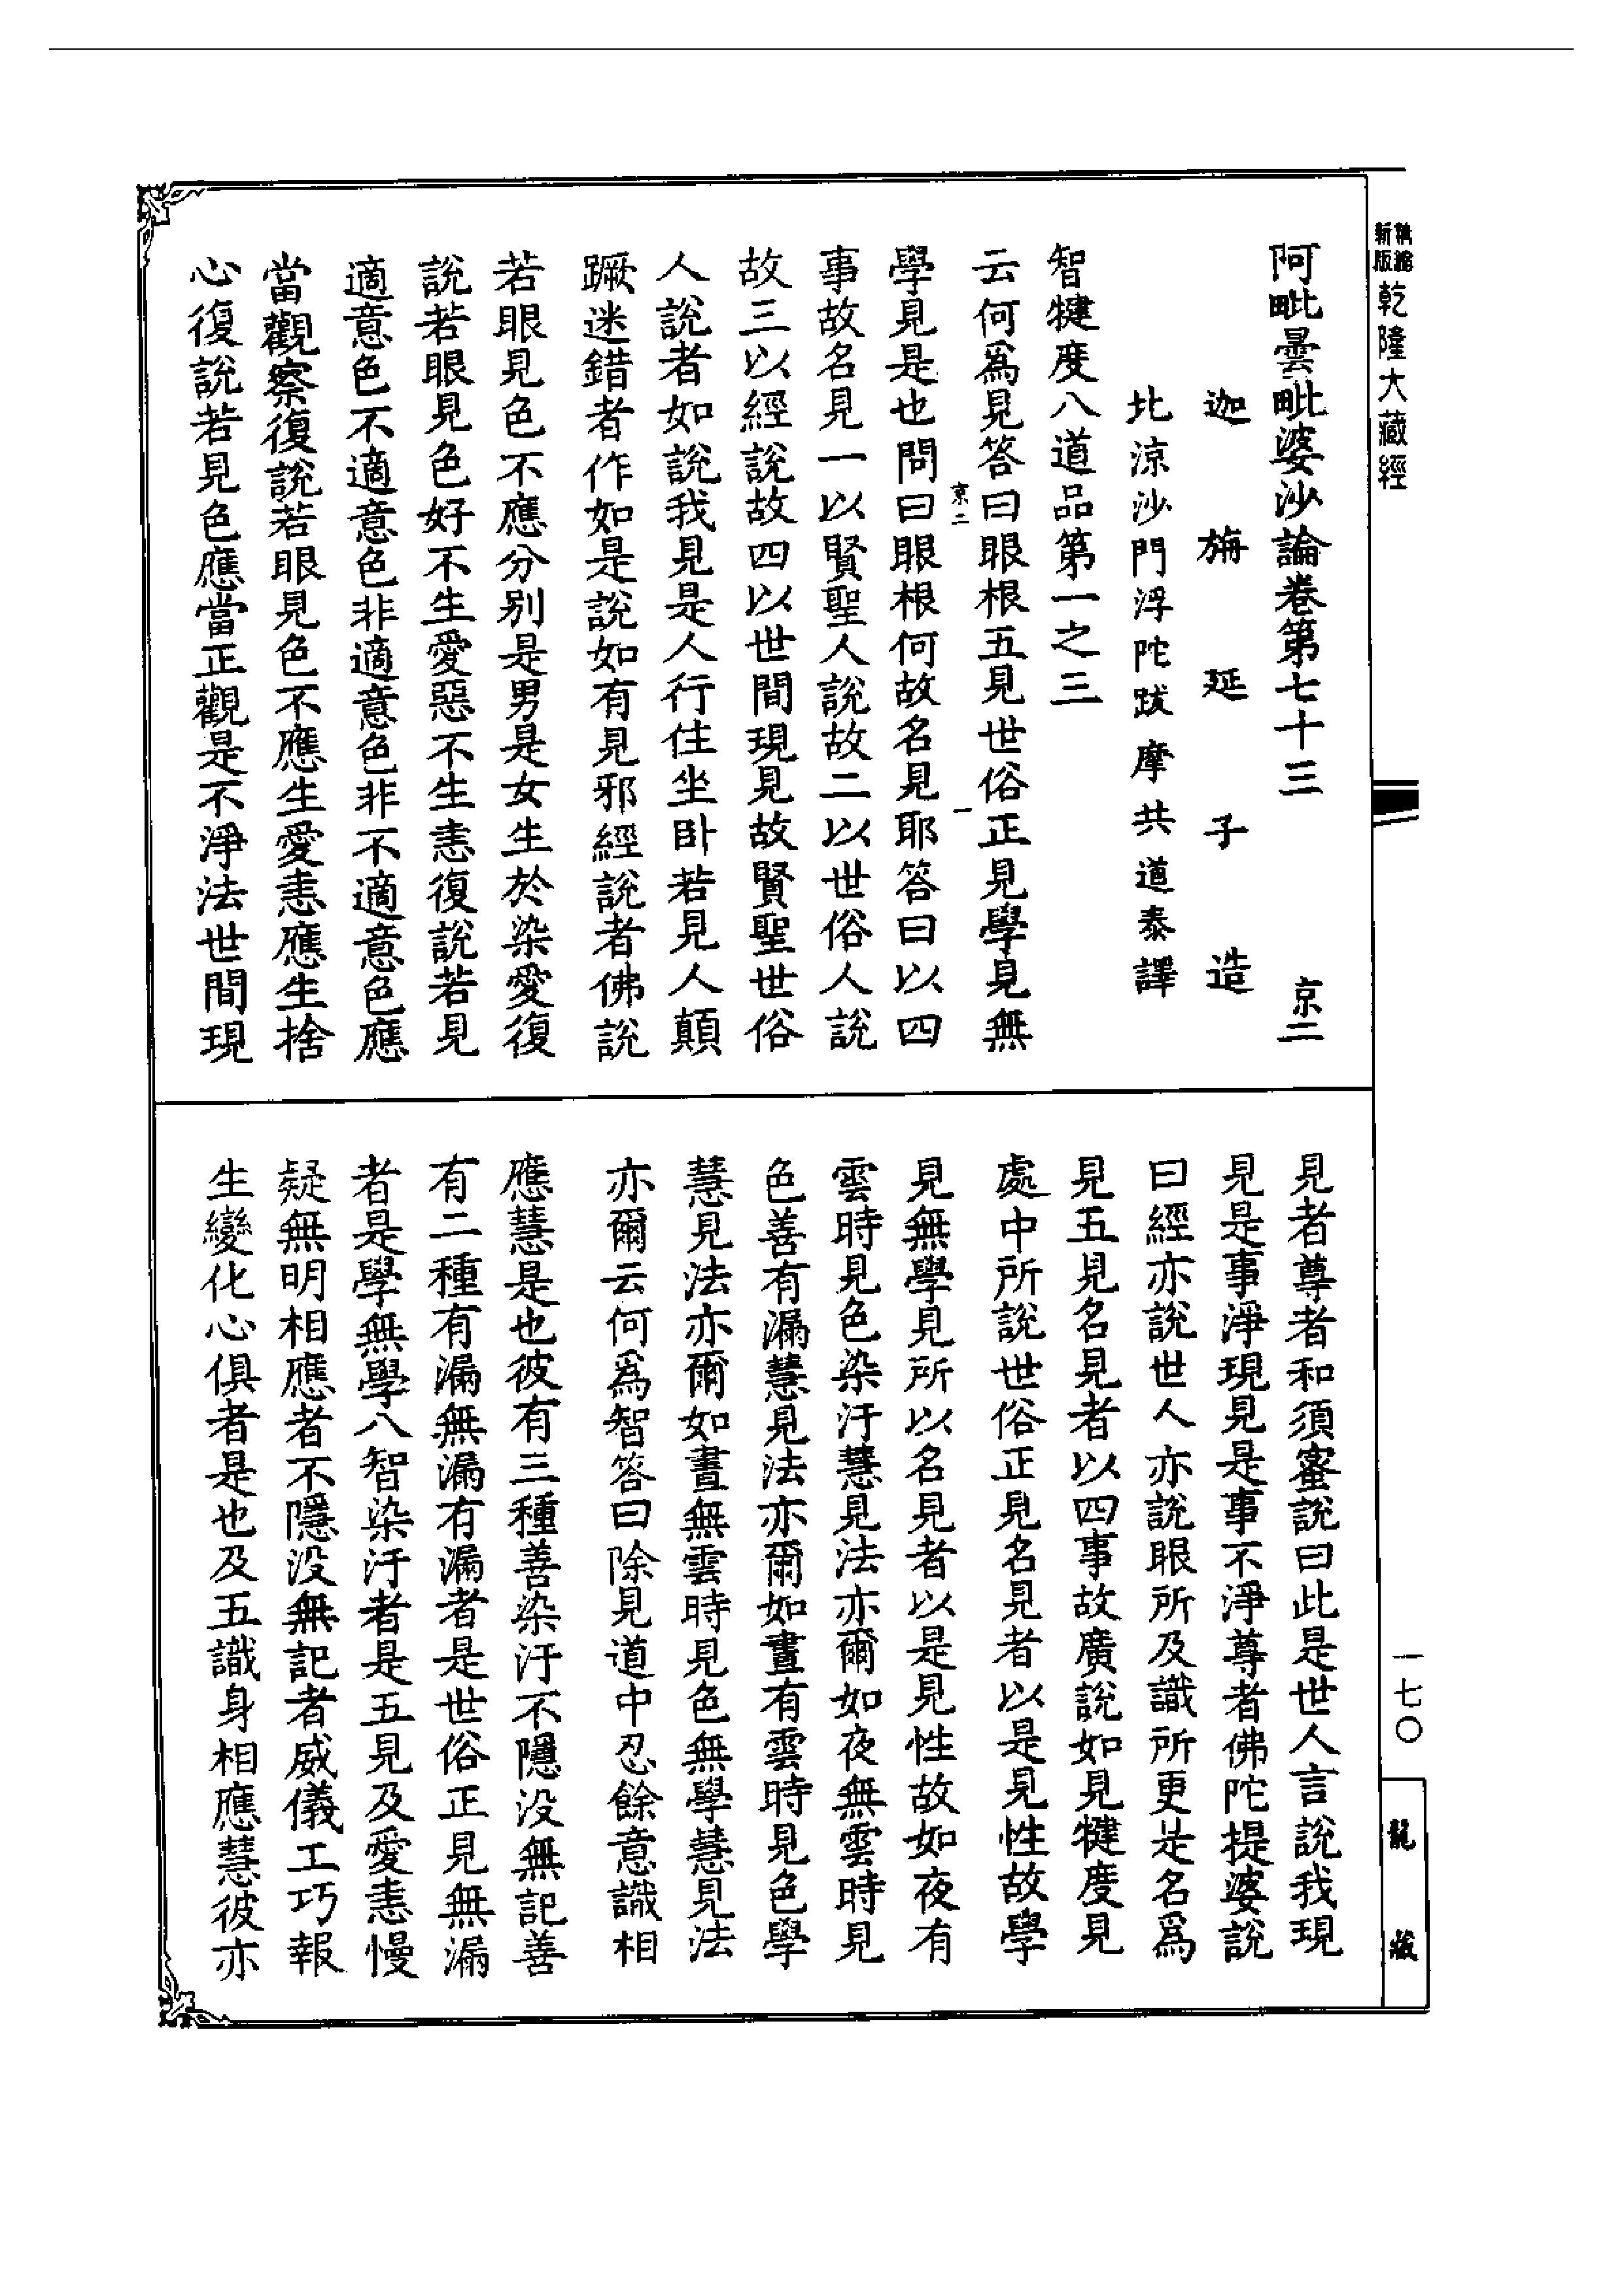 新版精縮乾隆大藏經
一七〇
龍藏
阿毗曇毗婆沙論卷第七十三 京二
迦旃延子造
北涼沙門浮陀跋摩共道泰譯
智犍度八道品第一之三
云何爲見答曰眼根五見世俗正見學見無
京二 一
學見是也問曰眼根何故名見耶答曰以四
事故名見一以賢聖人說故二以世俗人說
故三以經說故四以世間現見故賢聖世俗
人說者如說我見是人行住坐卧若見人顛
蹶迷錯者作如是說如有見邪經說者佛說
若眼見色不應分別是男是女生於染愛復
說若眼見色好不生愛惡不生恚復說若見
適意色不適意色非適意色非不適意色應
當觀察復說若眼見色不應生愛恚應生捨
心復說若見色應當正觀是不淨法世間現
見者尊者和須蜜說曰此是世人言說我現
見是事淨現見是事不淨尊者佛陀提婆說
曰經亦說世人亦說眼所及識所更是名爲
見五見名見者以四事故廣說如見犍度見
處中所說世俗正見名見者以是見性故學
見無學見所以名見者以是見性故如夜有
雲時見色染汙慧見法亦爾如夜無雲時見
色善有漏慧見法亦爾如晝有雲時見色學
慧見法亦爾如晝無雲時見色無學慧見法
亦爾云何爲智答曰除見道中忍餘意識相
應慧是也彼有三種善染汙不隱没無記善
有二種有漏無漏有漏者是世俗正見無漏
者是學無學八智染汙者是五見及愛恚慢
疑無明相應者不隱没無記者威儀工巧報
生變化心俱者是也及五識身相應慧彼亦